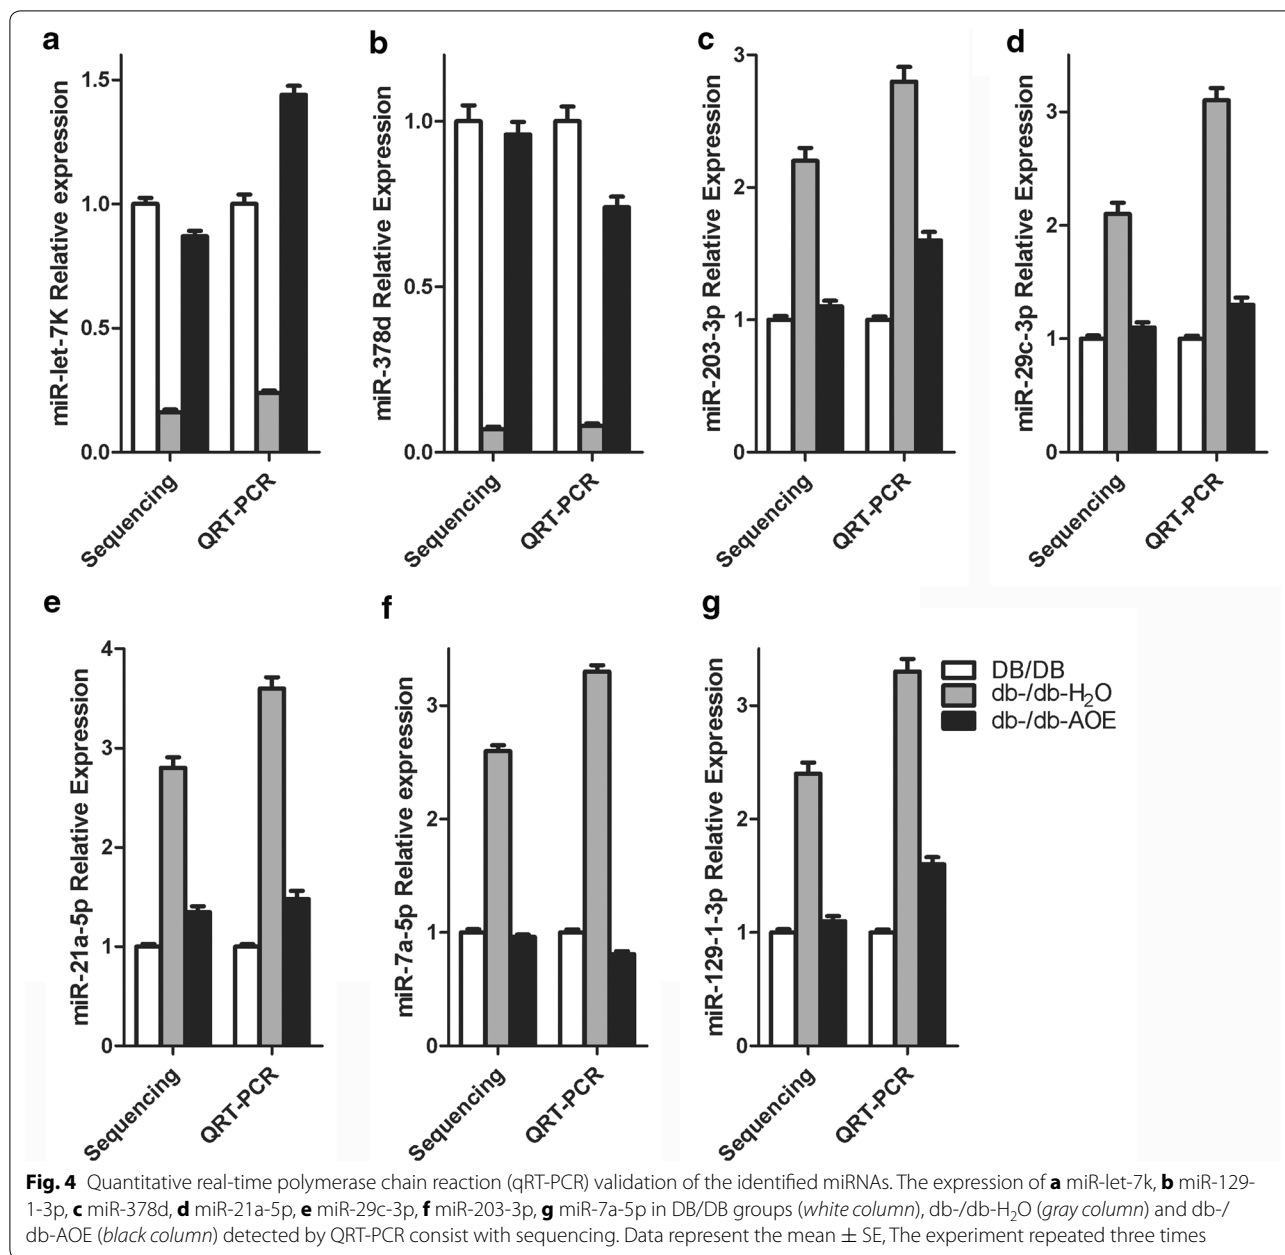 a
miR-let-7K Relative expression
1.5
1.0
0.5
0.0
Sequencing
QRT-PCR
b
miR-378d Relative Expression
1.0
0.5
0.0
Sequencing
QRT-PCR
c
miR-203-3p Relative Expression
3
2
1
0
Sequencing
QRT-PCR
d
miR-29c-3p Relative Expression
3
2
1
0
Sequencing
QRT-PCR
e
miR-21a-5p Relative Expression
4
3
2
1
0
Sequencing
QRT-PCR
f
miR-7a-5p Relative expression
3
2
1
0
Sequencing
QRT-PCR
g
miR-129-1-3p Relative Expression
3
2
1
0
Sequencing
QRT-PCR
DB/DB
db-/db-H₂O
db-/db-AOE
Fig. 4 Quantitative real-time polymerase chain reaction (qRT-PCR) validation of the identified miRNAs. The expression of a miR-let-7k, b miR-129-
1-3p, c miR-378d, d miR-21a-5p, e miR-29c-3p, f miR-203-3p, g miR-7a-5p in DB/DB groups (white column), db-/db-H₂O (gray column) and db-/
db-AOE (black column) detected by QRT-PCR consist with sequencing. Data represent the mean ± SE, The experiment repeated three times